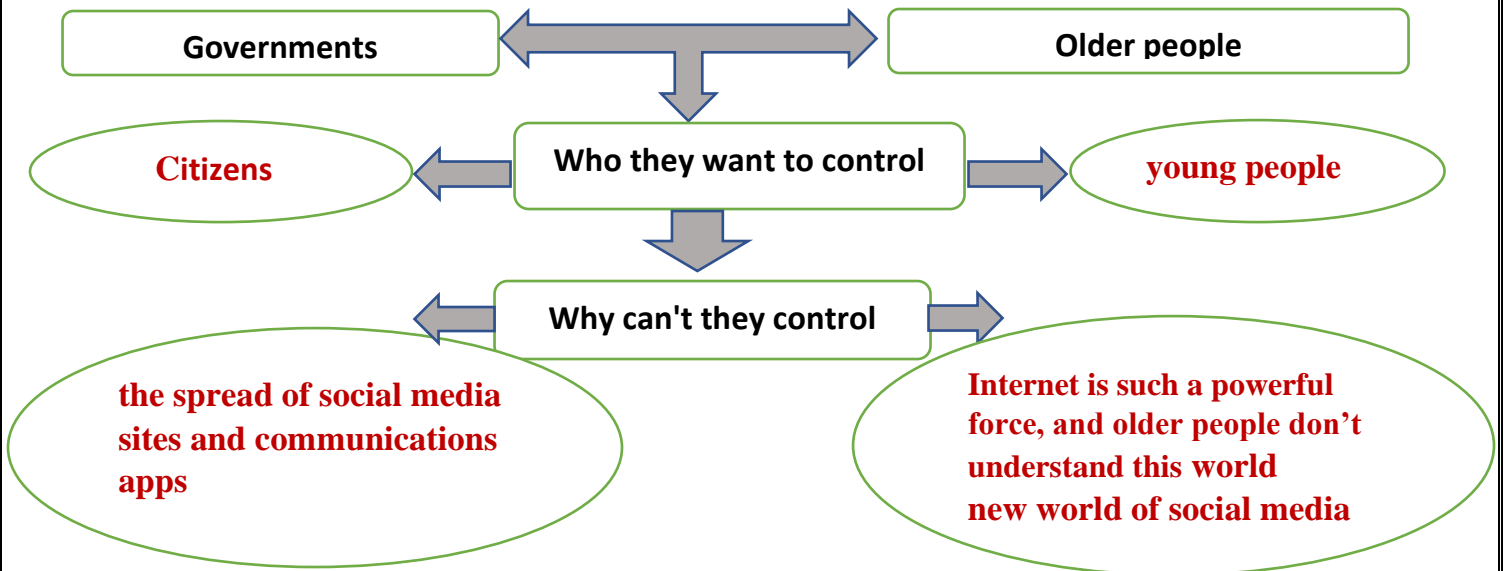 Governments
Older people
Citizens
Who they want to control
young people
Why can't they control
the spread of social media
sites and communications
apps
Internet is such a powerful
force, and older people don’t
understand this world
new world of social media